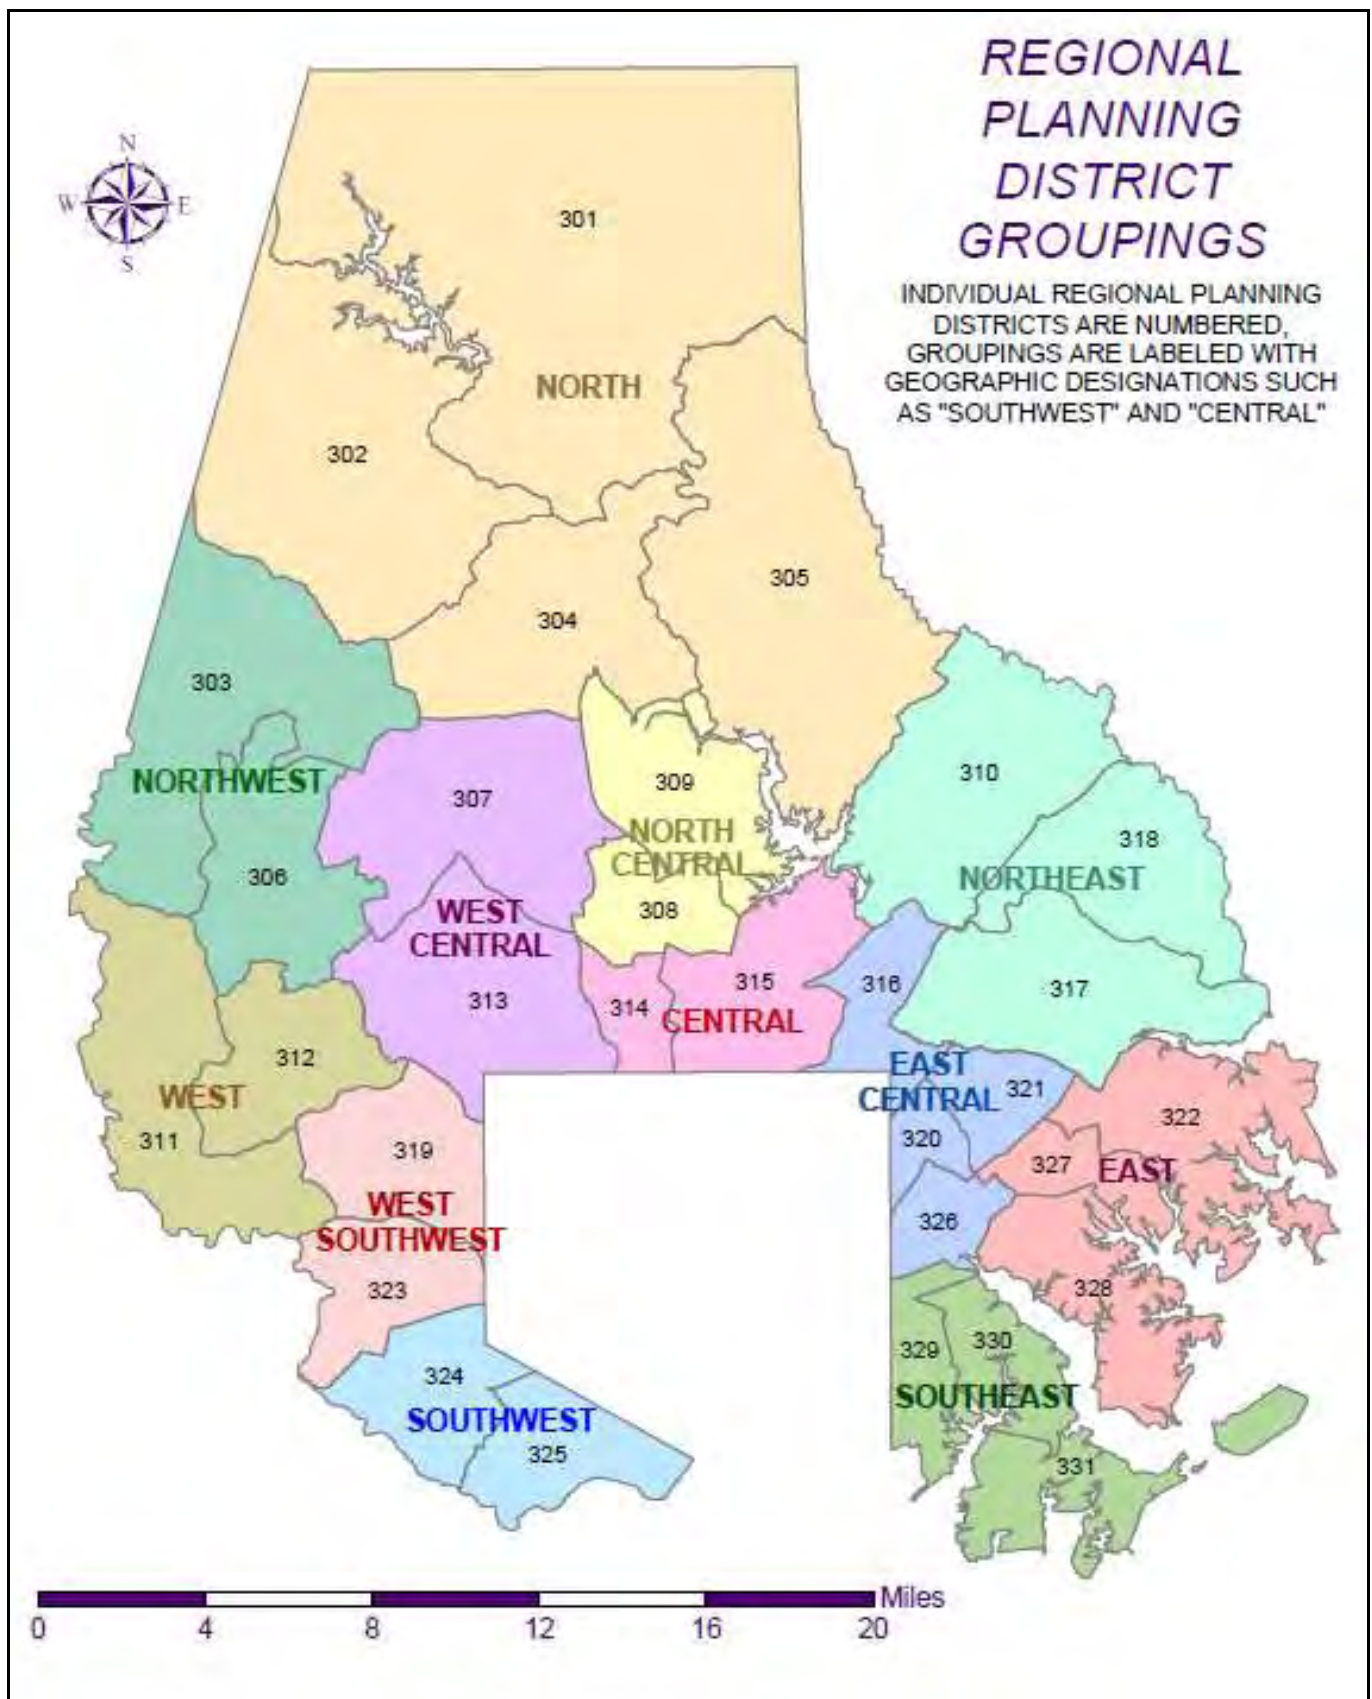 REGIONAL
PLANNING
DISTRICT
GROUPINGS
INDIVIDUAL REGIONAL PLANNING
DISTRICTS ARE NUMBERED,
GROUPINGS ARE LABELED WITH
GEOGRAPHIC DESIGNATIONS SUCH
AS "SOUTHWEST" AND "CENTRAL"
N
W E
S
301
NORTH
302
305
304
303
NORTHWEST
306
307
309
NORTH
CENTRAL
308
310
318
NORTHEAST
317
WEST
CENTRAL
313
314
315
CENTRAL
316
312
WEST
311
EAST
CENTRAL
321
320
326
322
327
EAST
328
319
WEST
SOUTHWEST
323
324
SOUTHWEST
325
329
330
SOUTHEAST
331
Miles
0 4 8 12 16 20